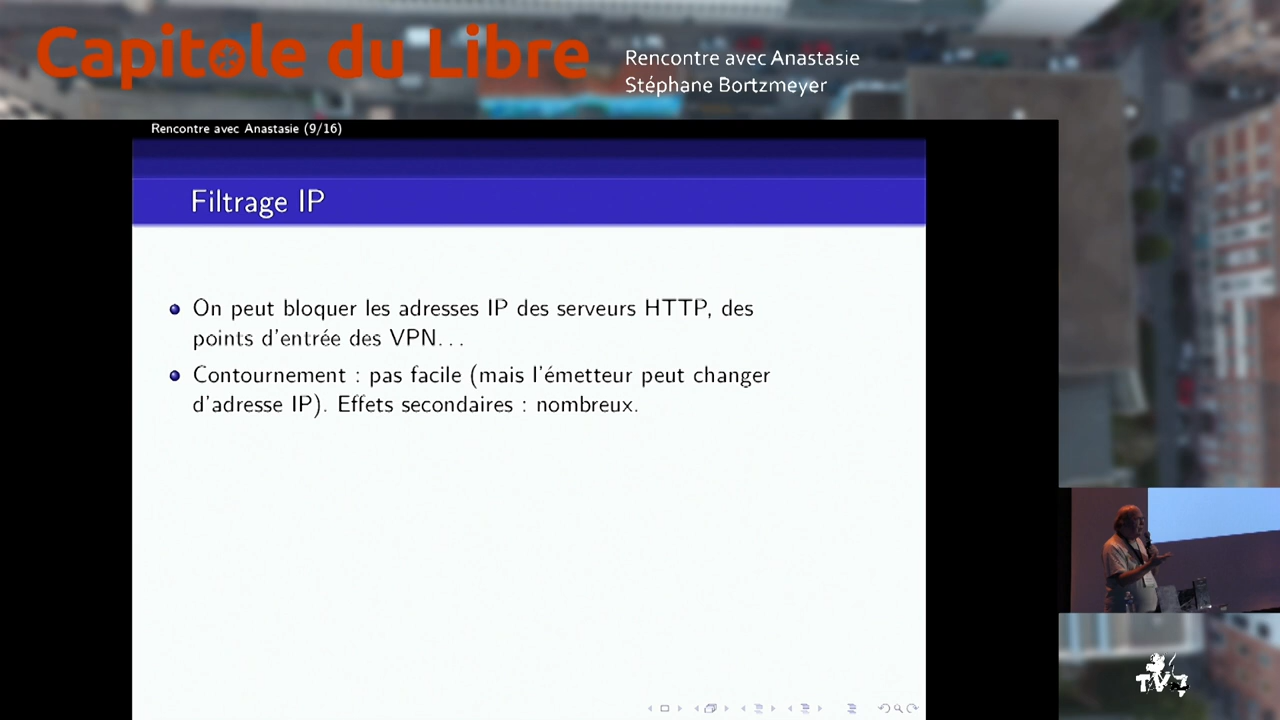 Capitole du Libre
Rencontre avec Anastasie
Stéphane Bortzmeyer
Rencontre avec Anastasie (9/16)
Filtrage IP
On peut bloquer les adresses IP des serveurs HTTP, des
points d'entrée des VPN...
Contournement : pas facile (mais l'émetteur peut changer
d'adresse IP). Effets secondaires : nombreux.
TV7